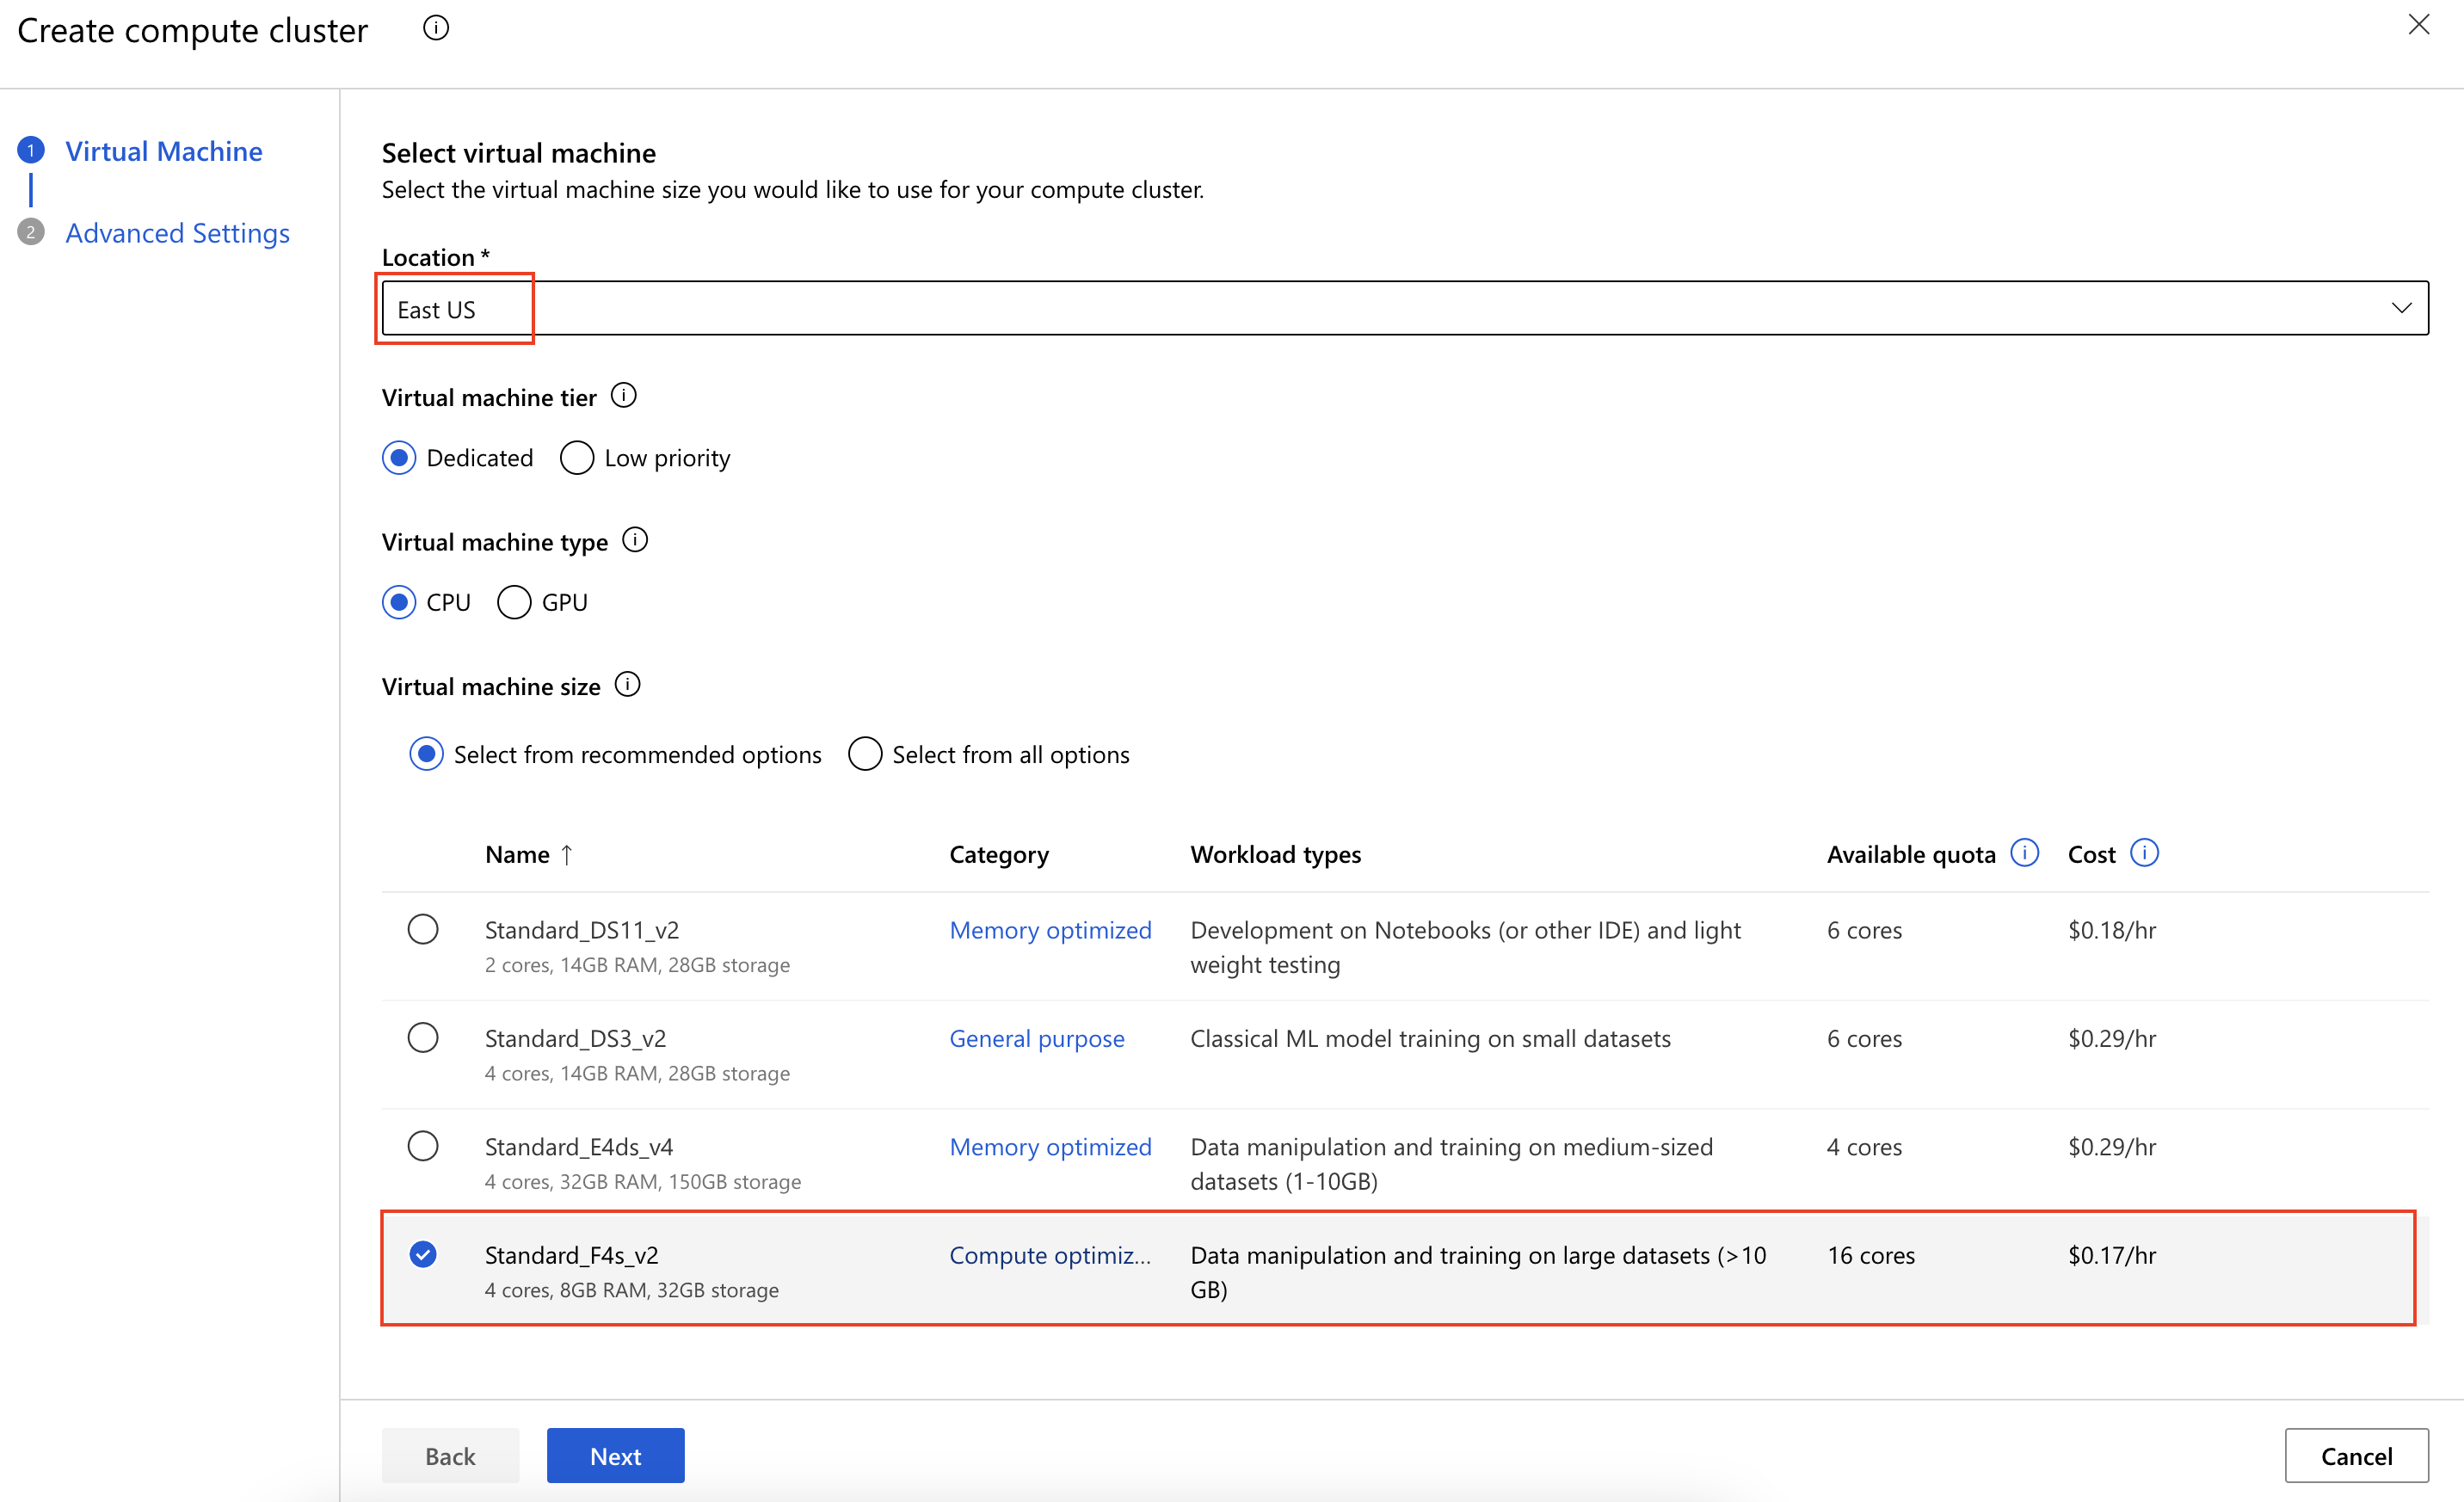 Create compute cluster
1 Virtual Machine
2 Advanced Settings
Select virtual machine
Select the virtual machine size you would like to use for your compute cluster.
Location *
East US
Virtual machine tier
Dedicated Low priority
Virtual machine type
CPU GPU
Virtual machine size
Select from recommended options Select from all options
Name ↑ Category Workload types Available quota Cost
Standard_DS11_v2 Memory optimized Development on Notebooks (or other IDE) and light 6 cores $0.18/hr
2 cores, 14GB RAM, 28GB storage weight testing
Standard_DS3_v2 General purpose Classical ML model training on small datasets 6 cores $0.29/hr
4 cores, 14GB RAM, 28GB storage
Standard_E4ds_v4 Memory optimized Data manipulation and training on medium-sized 4 cores $0.29/hr
4 cores, 32GB RAM, 150GB storage datasets (1-10GB)
Standard_F4s_v2 Compute optimiz... Data manipulation and training on large datasets (>10 16 cores $0.17/hr
4 cores, 8GB RAM, 32GB storage GB)
Back Next Cancel